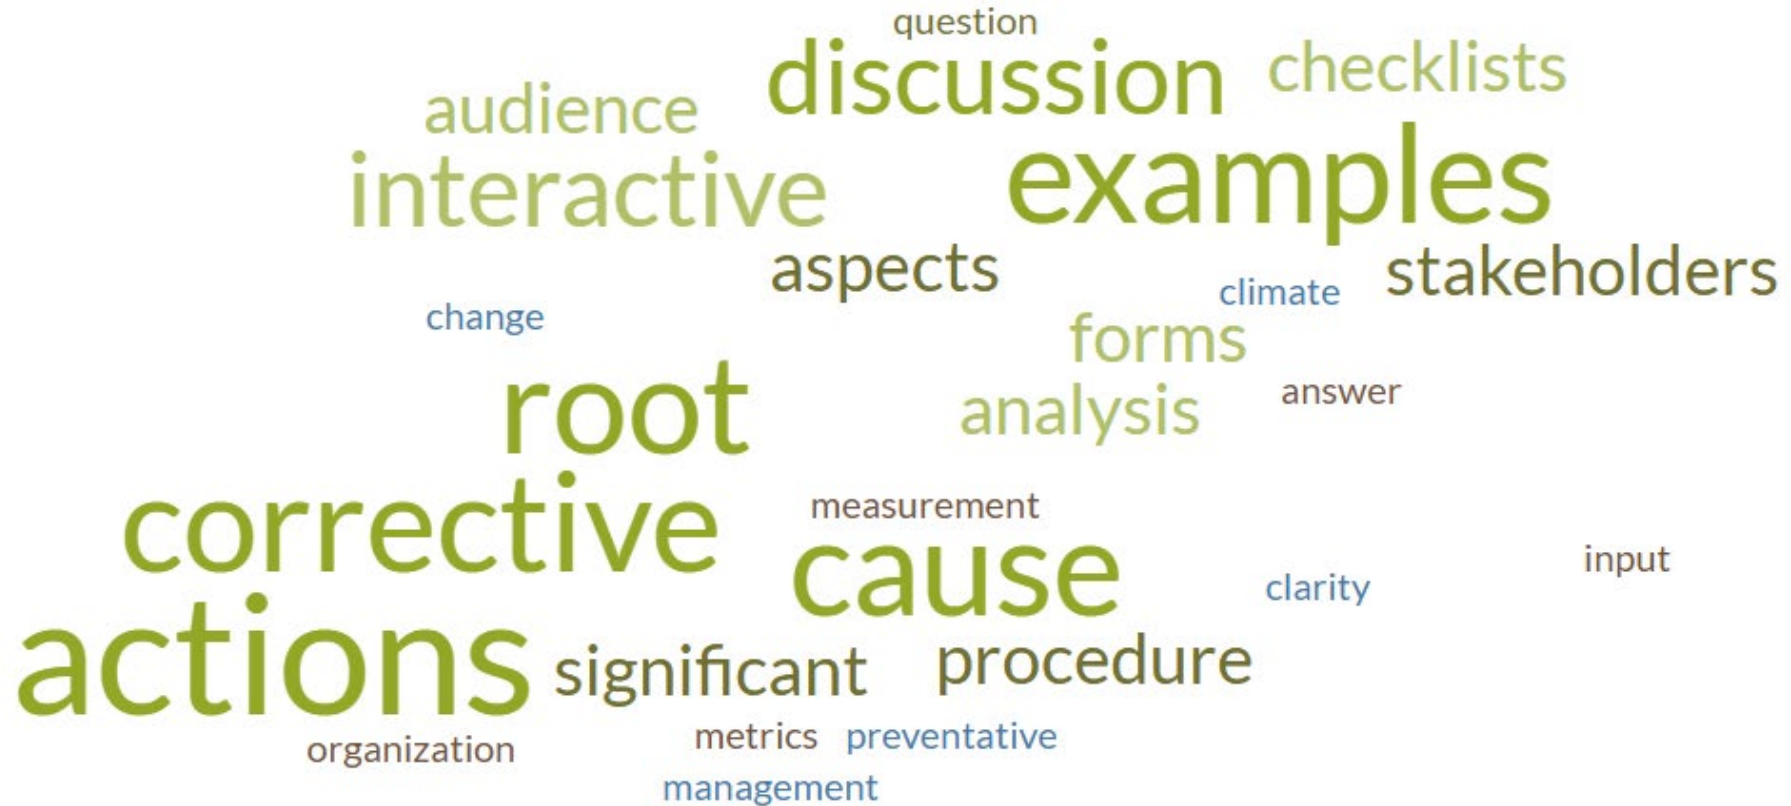 question
discussion
checklists
audience
interactive
examples
aspects
stakeholders
climate
change
forms
root
analysis
answer
corrective
measurement
cause
input
clarity
actions
significant
procedure
organization
metrics
preventative
management